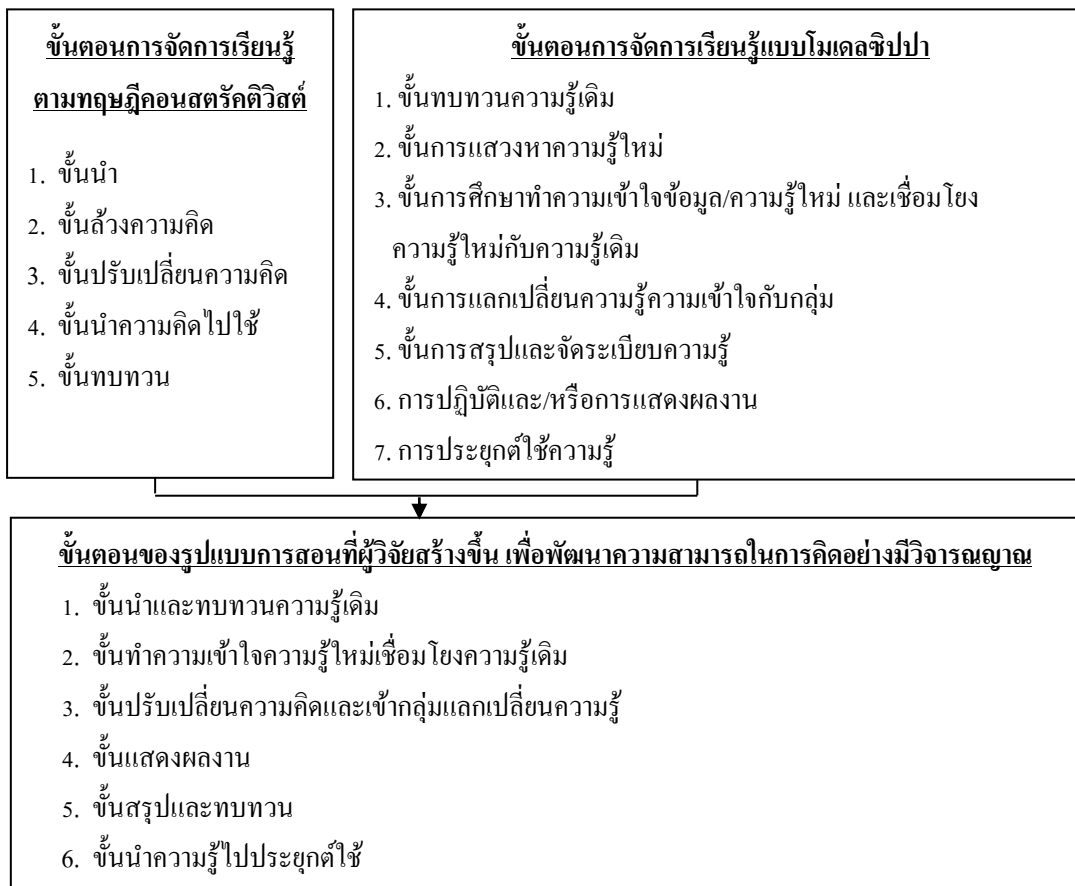 ขั้นตอนการจัดการเรียนรู้
ตามทฤษฎีคอนสตรัคติวิสต์
1. ขั้นนำ
2. ขั้นล้วงความคิด
3. ขั้นปรับเปลี่ยนความคิด
4. ขั้นนำความคิดไปใช้
5. ขั้นทบทวน
ขั้นตอนการจัดการเรียนรู้แบบโมเดลซิปปา
1. ขั้นทบทวนความรู้เดิม
2. ขั้นการแสวงหาความรู้ใหม่
3. ขั้นการศึกษาทำความเข้าใจข้อมูล/ความรู้ใหม่ และเชื่อมโยง
ความรู้ใหม่กับความรู้เดิม
4. ขั้นการแลกเปลี่ยนความรู้ความเข้าใจกับกลุ่ม
5. ขั้นการสรุปและจัดระเบียบความรู้
6. การปฏิบัติและ/หรือการแสดงผลงาน
7. การประยุกต์ใช้ความรู้
ขั้นตอนของรูปแบบการสอนที่ผู้วิจัยสร้างขึ้น เพื่อพัฒนาความสามารถในการคิดอย่างมีวิจารณญาณ
1. ขั้นนำและทบทวนความรู้เดิม
2. ขั้นทำความเข้าใจความรู้ใหม่เชื่อมโยงความรู้เดิม
3. ขั้นปรับเปลี่ยนความคิดและเข้ากลุ่มแลกเปลี่ยนความรู้
4. ขั้นแสดงผลงาน
5. ขั้นสรุปและทบทวน
6. ขั้นนำความรู้ไปประยุกต์ใช้